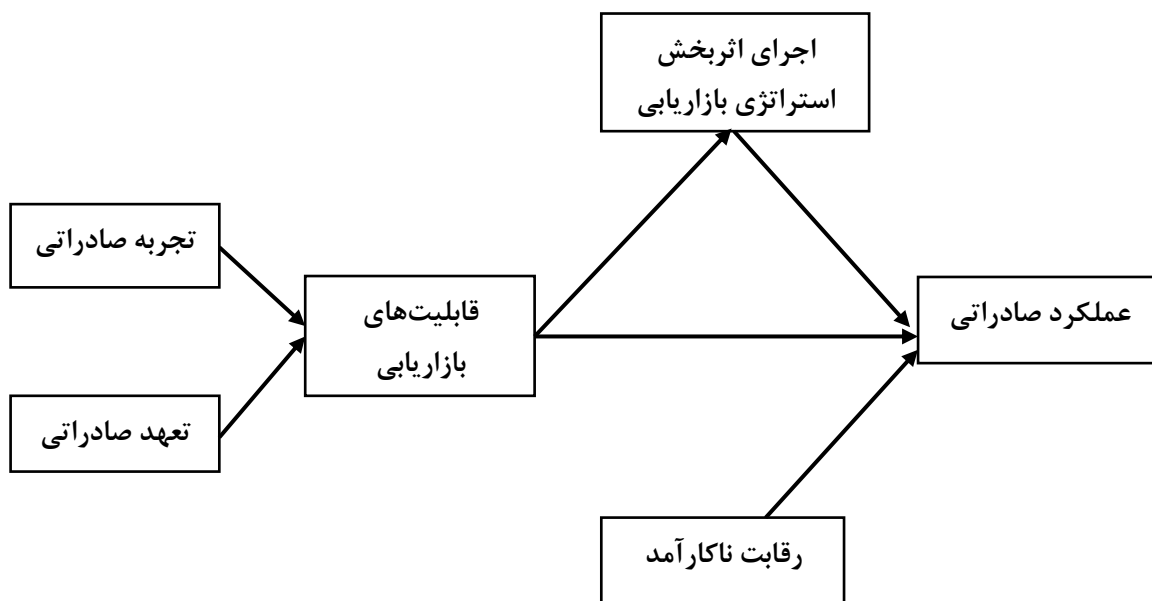 اجرای اثربخش
استراتژی بازاریابی
تجربه صادراتی
قابلیت‌های
بازاریابی
عملکرد صادراتی
تعهد صادراتی
رقابت ناکارآمد